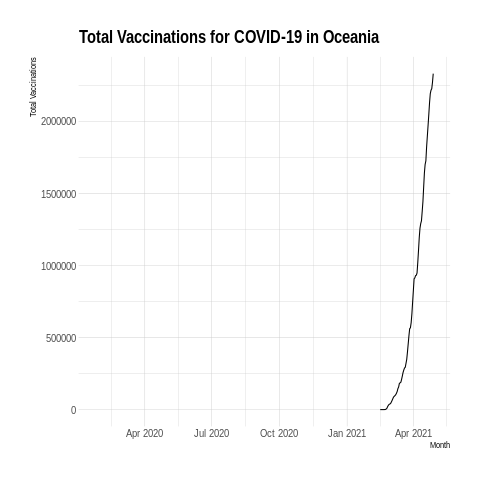 Total Vaccinations for COVID-19 in Oceania
Total Vaccinations
2000000
1500000
1000000
500000
0
Apr 2020 Jul 2020 Oct 2020 Jan 2021 Apr 2021
Month